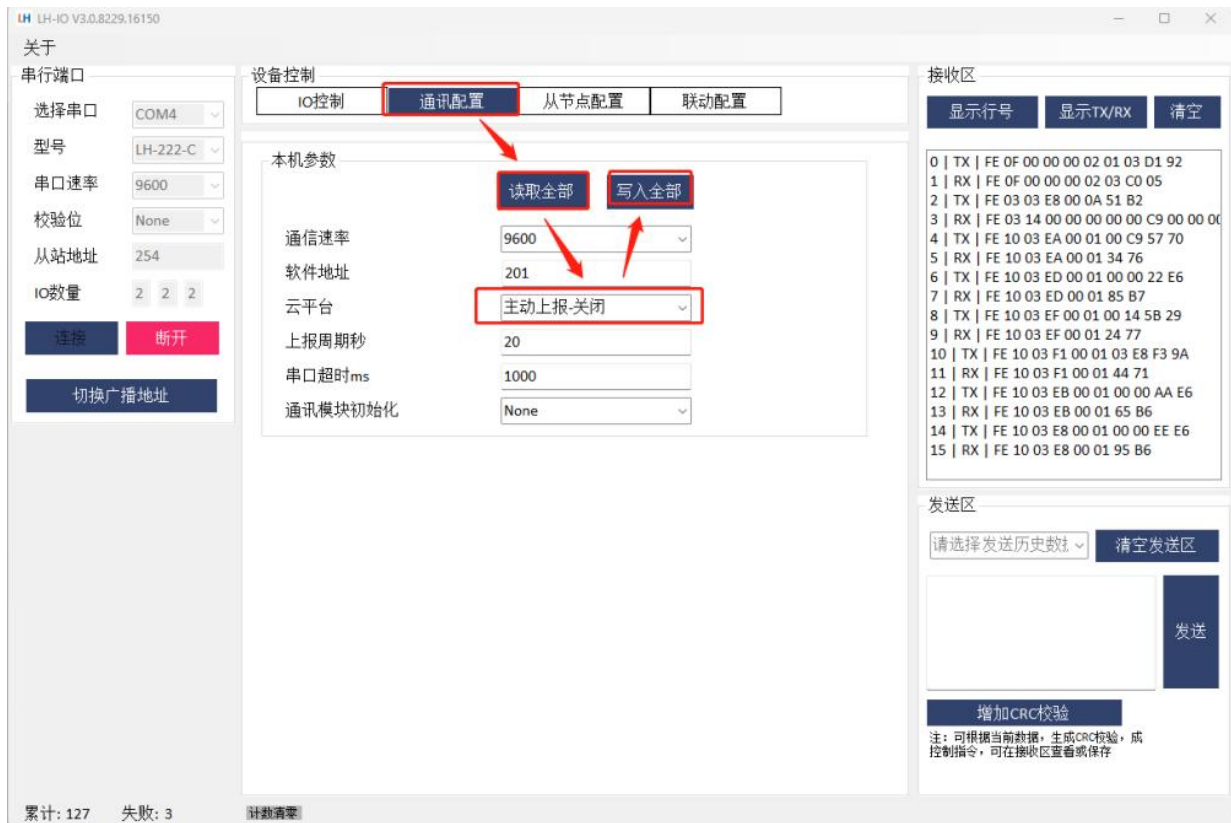 LH LH-IO V3.0.8229.16150
关于
串行端口
选择串口 COM4
型号 LH-222-C
串口速率 9600
校验位 None
从站地址 254
IO数量 2 2 2
连接 断开
切换广播地址
设备控制
IO控制 通讯配置 从节点配置 联动配置
本机参数
读取全部 写入全部
通信速率 9600
软件地址 201
云平台 主动上报-关闭
上报周期秒 20
串口超时ms 1000
通讯模块初始化 None
接收区
显示行号 显示TX/RX 清空
0 | TX | FE 0F 00 00 00 02 01 03 D1 92
1 | RX | FE 0F 00 00 00 02 03 C0 05
2 | TX | FE 03 03 E8 00 0A 51 B2
3 | RX | FE 03 14 00 00 00 00 00 C9 00 00 00
4 | TX | FE 10 03 EA 00 01 00 C9 57 70
5 | RX | FE 10 03 EA 00 01 34 76
6 | TX | FE 10 03 ED 00 01 00 00 22 E6
7 | RX | FE 10 03 ED 00 01 85 B7
8 | TX | FE 10 03 EF 00 01 00 14 5B 29
9 | RX | FE 10 03 EF 00 01 24 77
10 | TX | FE 10 03 F1 00 01 03 E8 F3 9A
11 | RX | FE 10 03 F1 00 01 44 71
12 | TX | FE 10 03 EB 00 01 00 00 AA E6
13 | RX | FE 10 03 EB 00 01 65 B6
14 | TX | FE 10 03 E8 00 01 00 00 EE E6
15 | RX | FE 10 03 E8 00 01 95 B6
发送区
请选择发送历史数 清空发送区
发送
增加CRC校验
注：可根据当前数据，生成CRC校验，成
控制指令，可在接收区查看或保存
累计: 127 失败: 3 计数清零